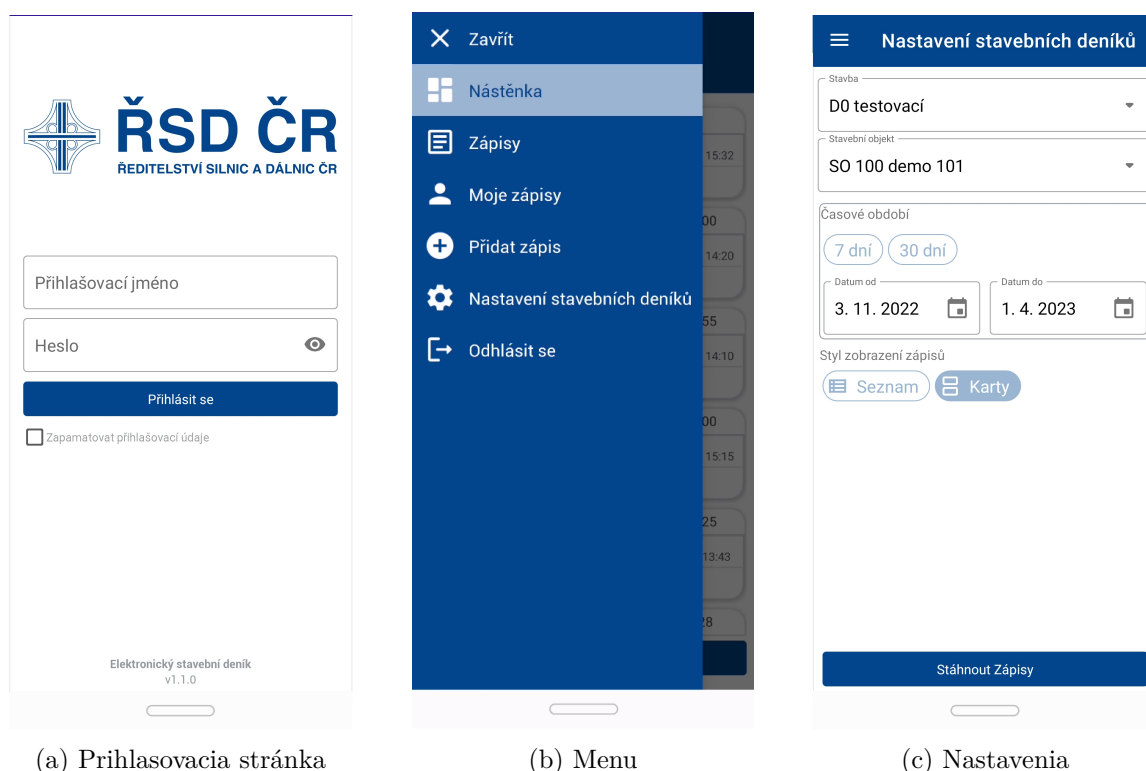 ŘSD ČR
ŘEDITELSTVÍ SILNIC A DÁLNIC ČR
Přihlašovací jméno
Heslo
Přihlásit se
Zapamatovat přihlašovací údaje
Elektronický stavební deník
v1.1.0
(a) Prihlasovacia stránka
Zavřít
Nástěnka
Zápisy
Moje zápisy
Přidat zápis
Nastavení stavebních deníků
Odhlásit se
15:32
00
14:20
55
14:10
00
15:15
25
13:43
28
(b) Menu
Nastavení stavebních deníků
Stavba
D0 testovací
Stavební objekt
SO 100 demo 101
Časové období
7 dní 30 dní
Datum od Datum do
3. 11. 2022 1. 4. 2023
Styl zobrazení zápisů
Seznam Karty
Stáhnout Zápisy
(c) Nastavenia